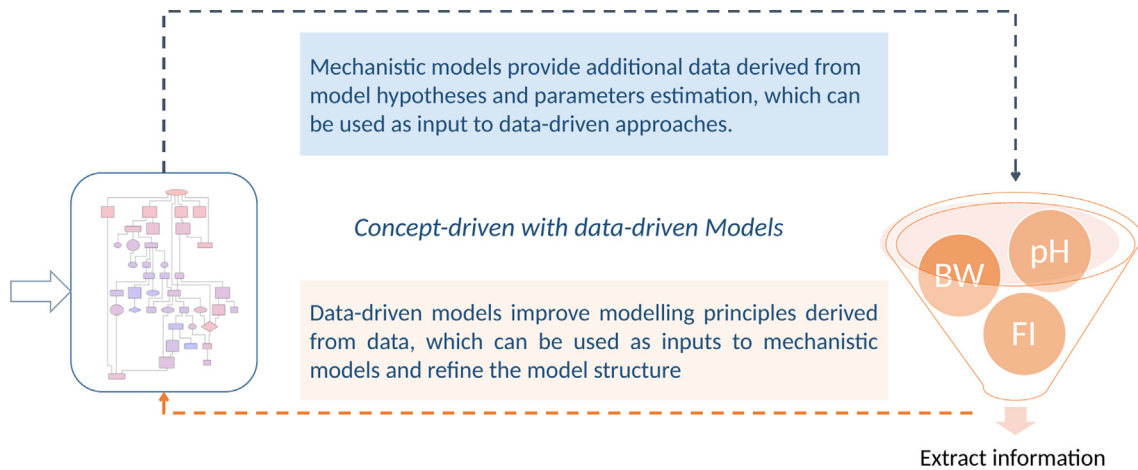 Mechanistic models provide additional data derived from
model hypotheses and parameters estimation, which can
be used as input to data-driven approaches.
Concept-driven with data-driven Models
pH
BW
FI
Data-driven models improve modelling principles derived
from data, which can be used as inputs to mechanistic
models and refine the model structure
Extract information